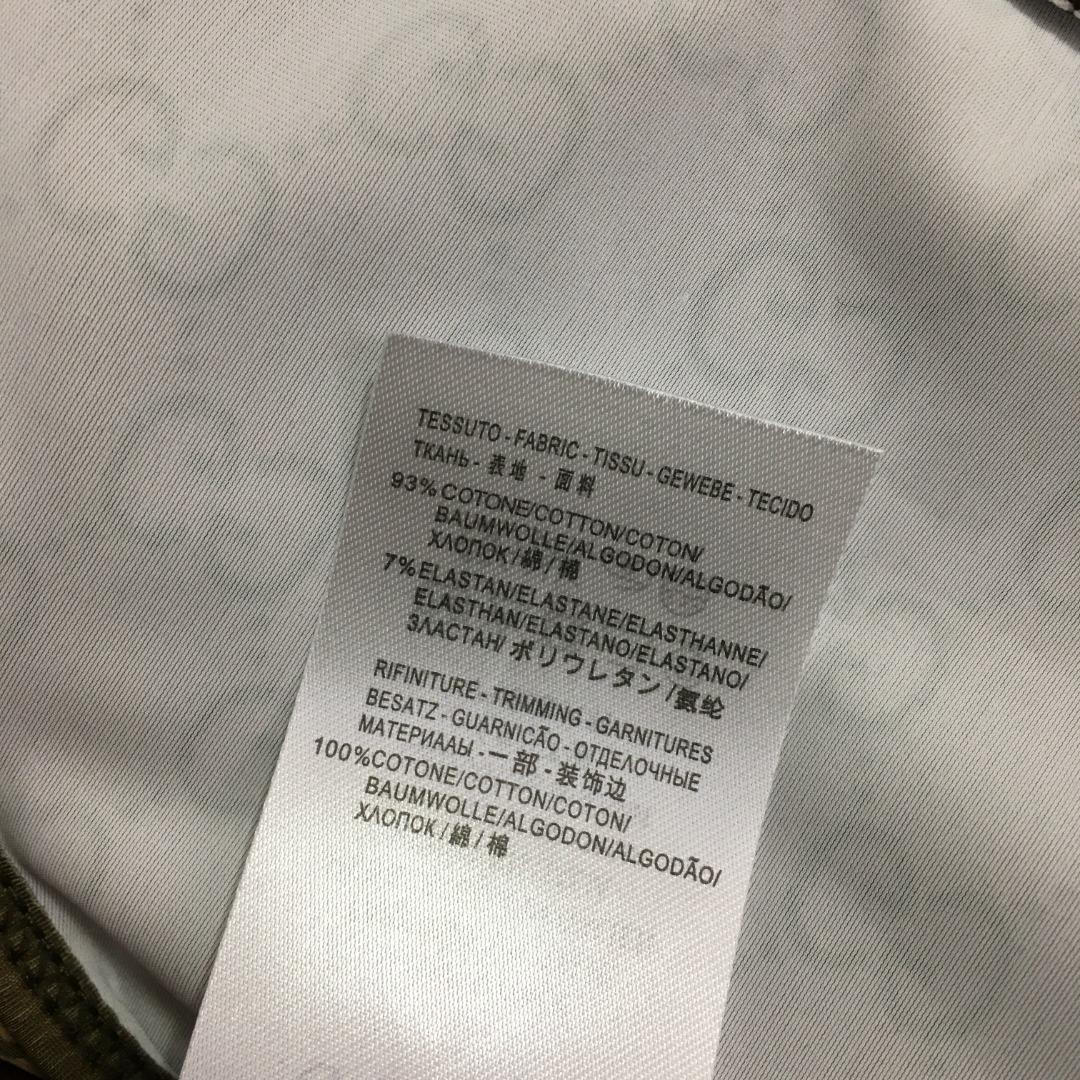 TESSUTO - FABRIC - TISSU - GEWEBE - TECIDO
ТКАНЬ - 表地 - 面料
93% COTONE/COTTON/COTON/
BAUMWOLLE/ALGODON/ALGODÃO/
ХЛОПОК / 綿 / 棉
7% ELASTAN/ELASTANE/ELASTHANNE/
ELASTHAN/ELASTANO/ELASTANO/
ЗЛАСТАН/ ポリウレタン /氨纶
RIFINITURE - TRIMMING - GARNITURES
BESATZ - GUARNICÃO - ОТДЕЛОЧНЫЕ
МАТЕРИААЫ - 一部 - 装饰边
100%COTONE/COTTON/COTON/
BAUMWOLLE/ALGODON/ALGODÃO/
ХЛОПОК / 綿 / 棉